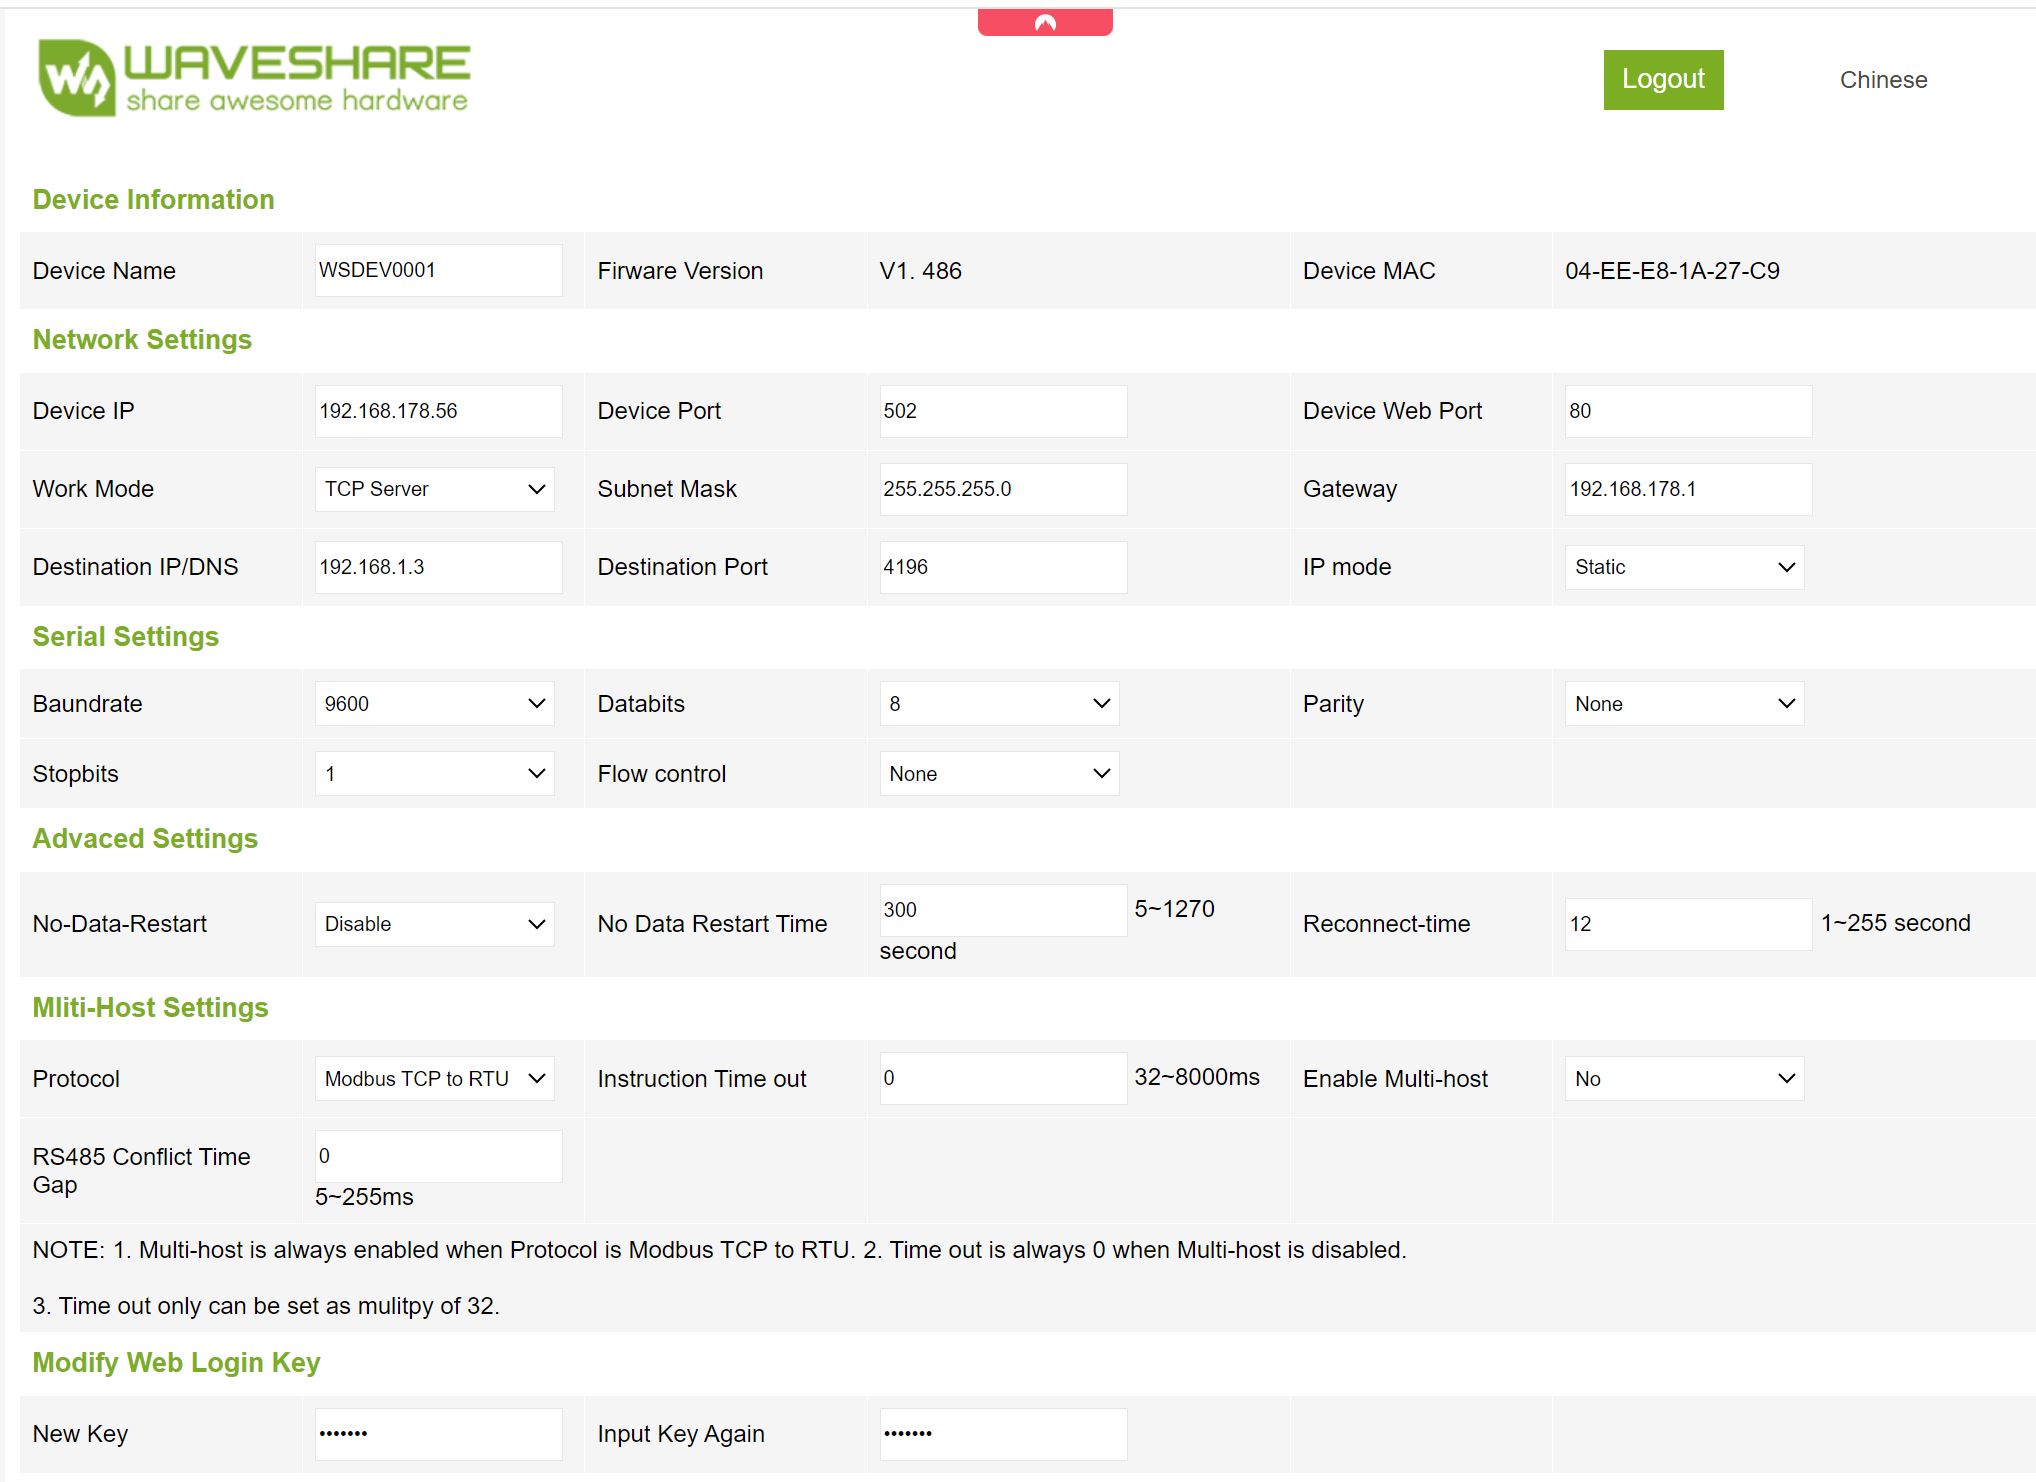 WAVESHARE
share awesome hardware
Logout
Chinese
Device Information
Device Name WSDEV0001 Firware Version V1. 486 Device MAC 04-EE-E8-1A-27-C9
Network Settings
Device IP 192.168.178.56 Device Port 502 Device Web Port 80
Work Mode TCP Server Subnet Mask 255.255.255.0 Gateway 192.168.178.1
Destination IP/DNS 192.168.1.3 Destination Port 4196 IP mode Static
Serial Settings
Baundrate 9600 Databits 8 Parity None
Stopbits 1 Flow control None
Advaced Settings
No-Data-Restart Disable No Data Restart Time 300 5~1270 second Reconnect-time 12 1~255 second
Mliti-Host Settings
Protocol Modbus TCP to RTU Instruction Time out 0 32~8000ms Enable Multi-host No
RS485 Conflict Time Gap 0 5~255ms
NOTE: 1. Multi-host is always enabled when Protocol is Modbus TCP to RTU. 2. Time out is always 0 when Multi-host is disabled.
3. Time out only can be set as mulitpy of 32.
Modify Web Login Key
New Key ••••••• Input Key Again •••••••